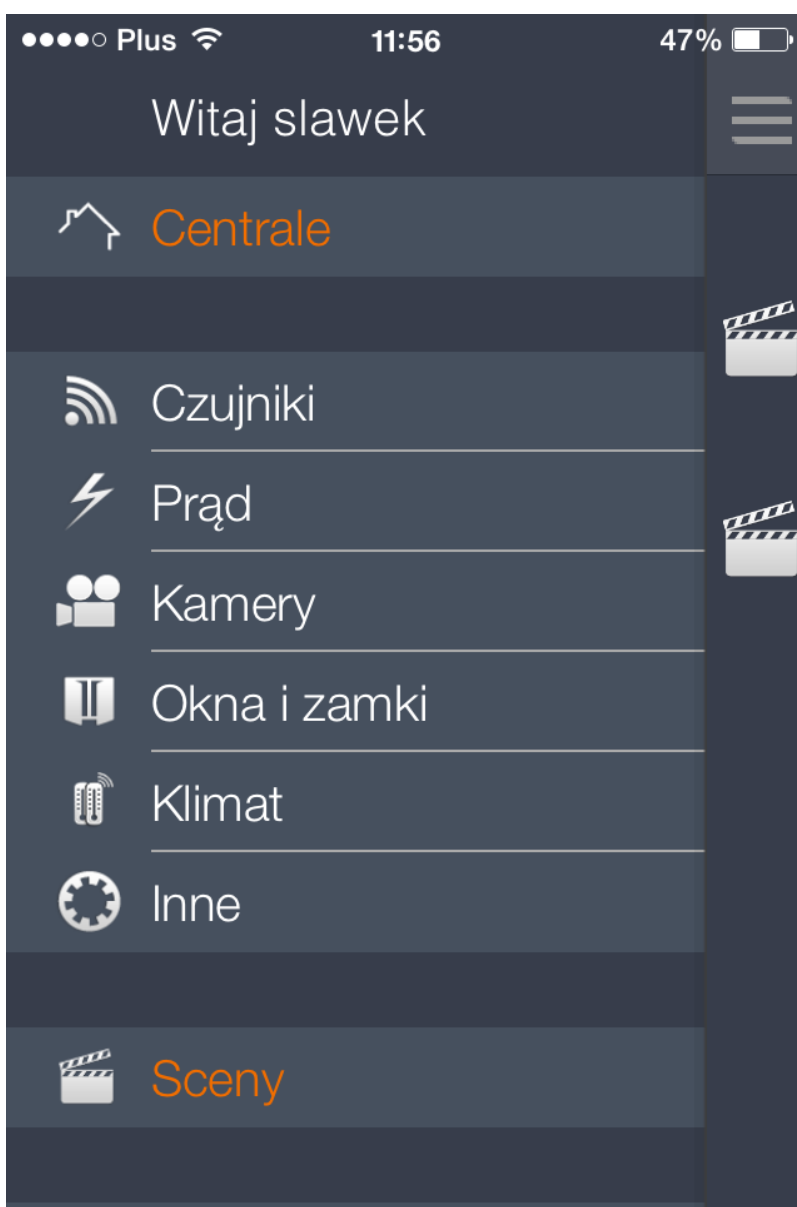 Plus 11:56 47%
Witaj slawek
Centrale
Czujniki
Prąd
Kamery
Okna i zamki
Klimat
Inne
Sceny